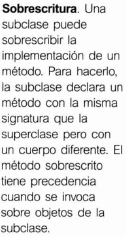 Sobrescritura. Una
subclase puede
sobrescribir la
implementación de un
método. Para hacerlo,
la subclase declara un
método con la misma
signatura que la
superclase pero con
un cuerpo diferente. El
método sobrescrito
tiene precedencia
cuando se invoca
sobre objetos de la
subclase.